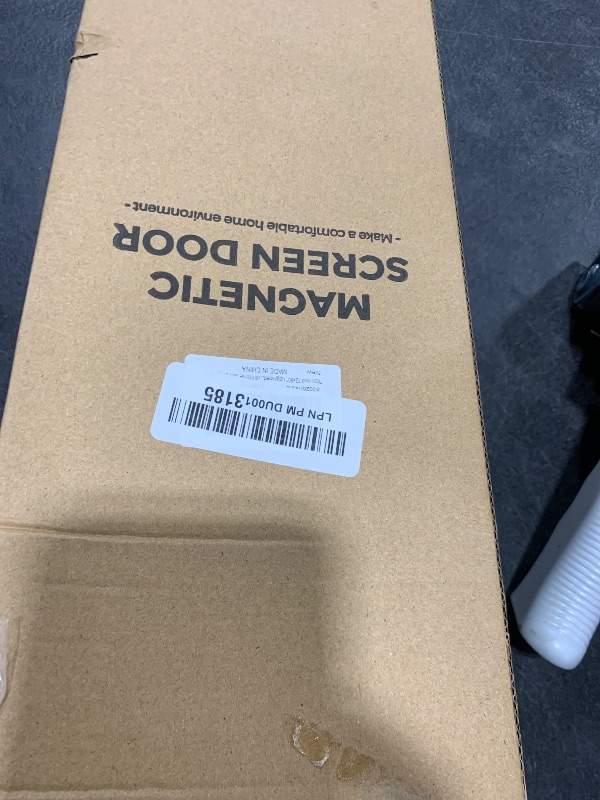 MAGNETIC
SCREEN DOOR
- Make a comfortable home environment -
LPN PM DU0013185
New
MADE IN CHINA